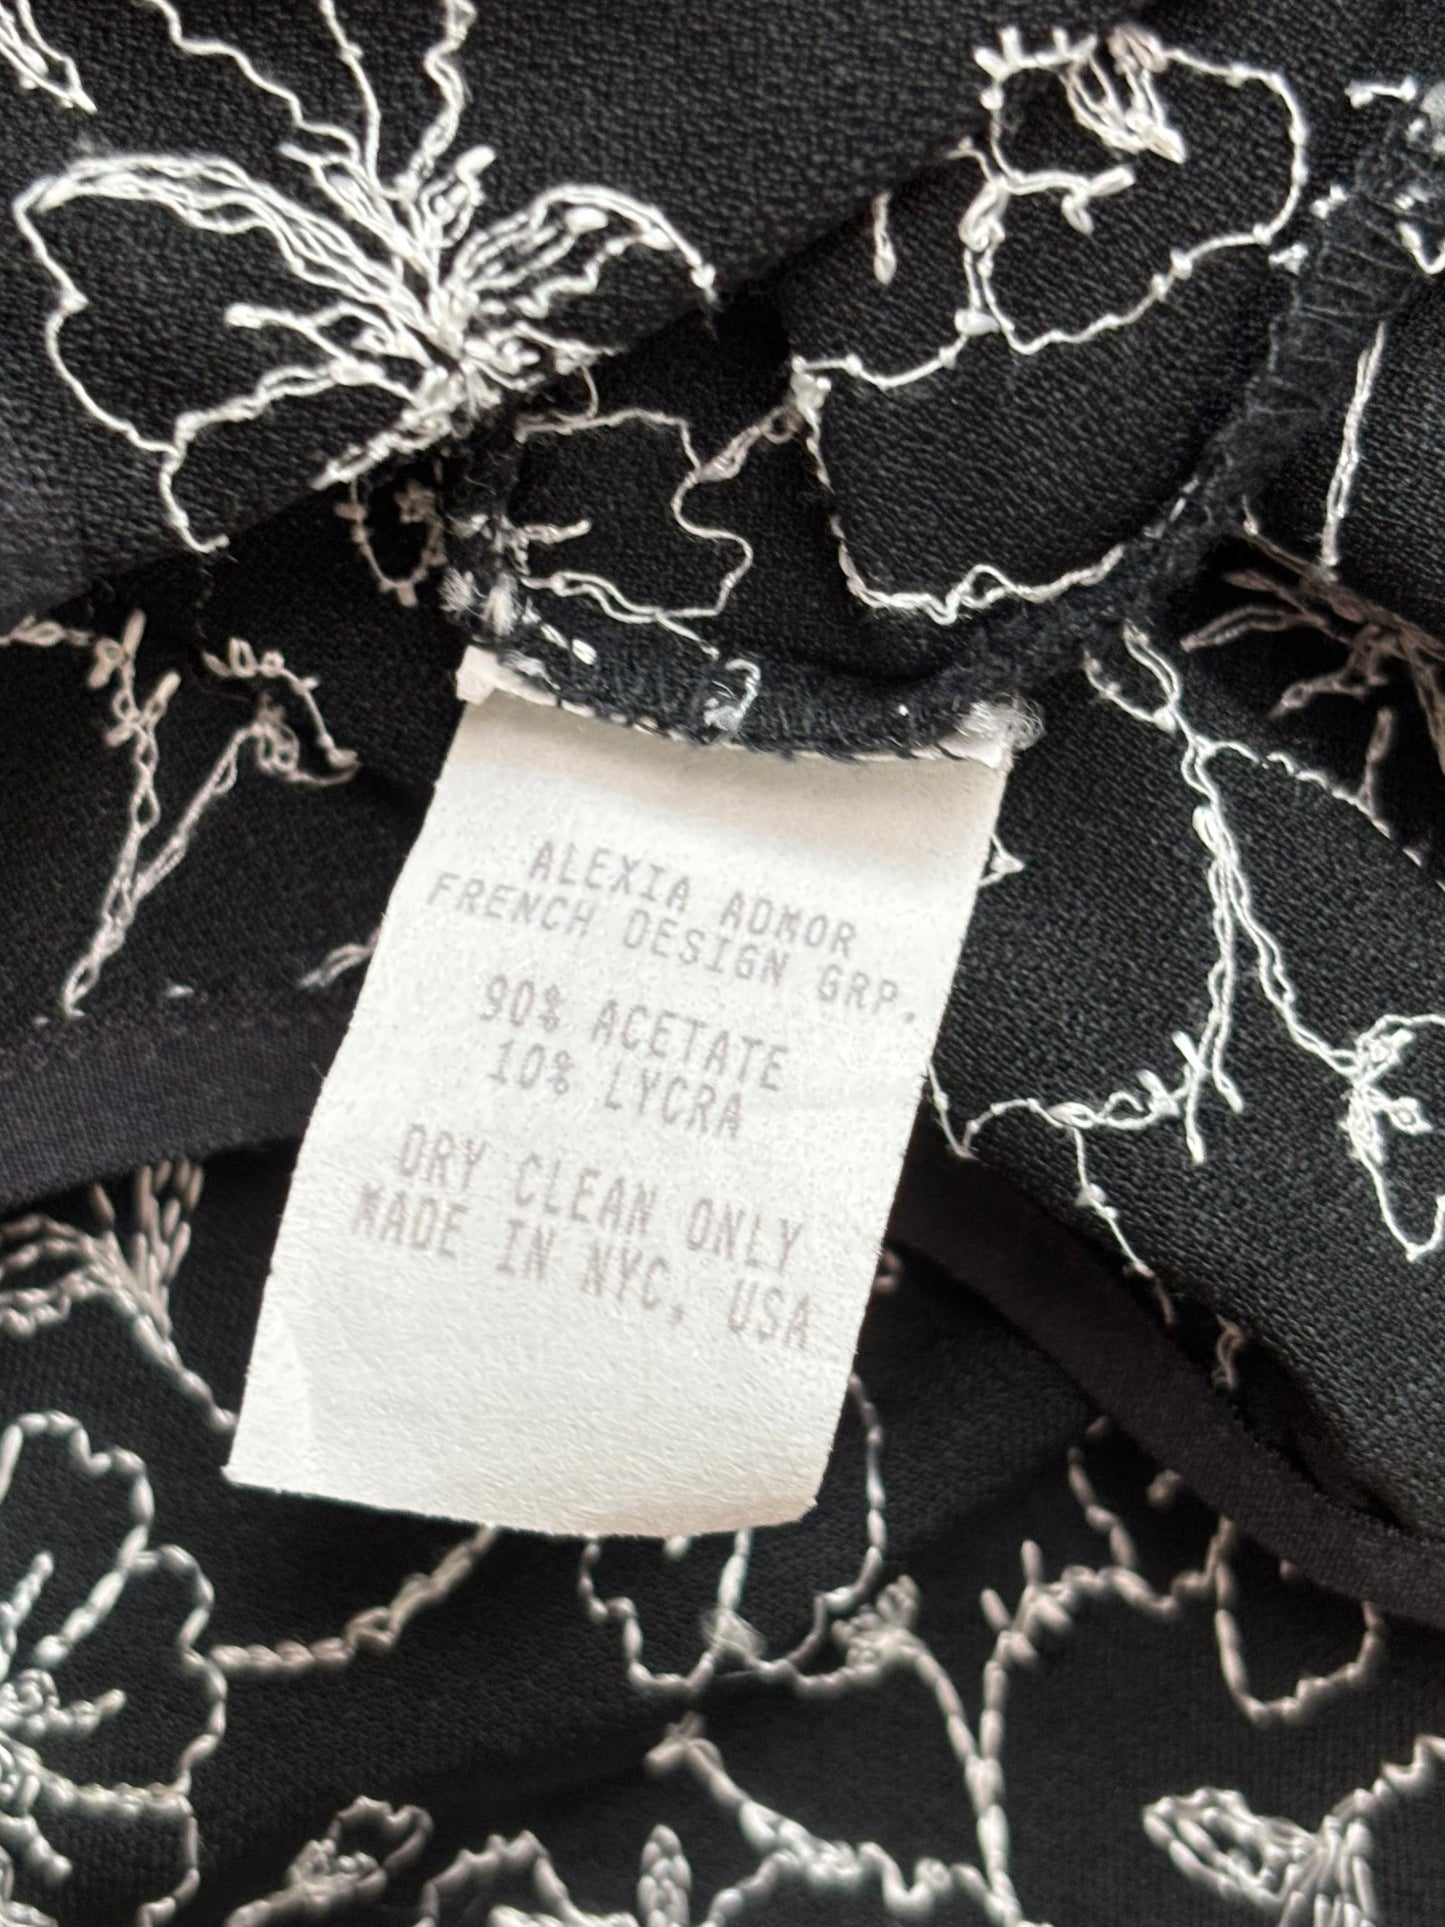 ALEXIA ADMOR
FRENCH DESIGN GRP.
90% ACETATE
10% LYCRA
DRY CLEAN ONLY
MADE IN NYC, USA